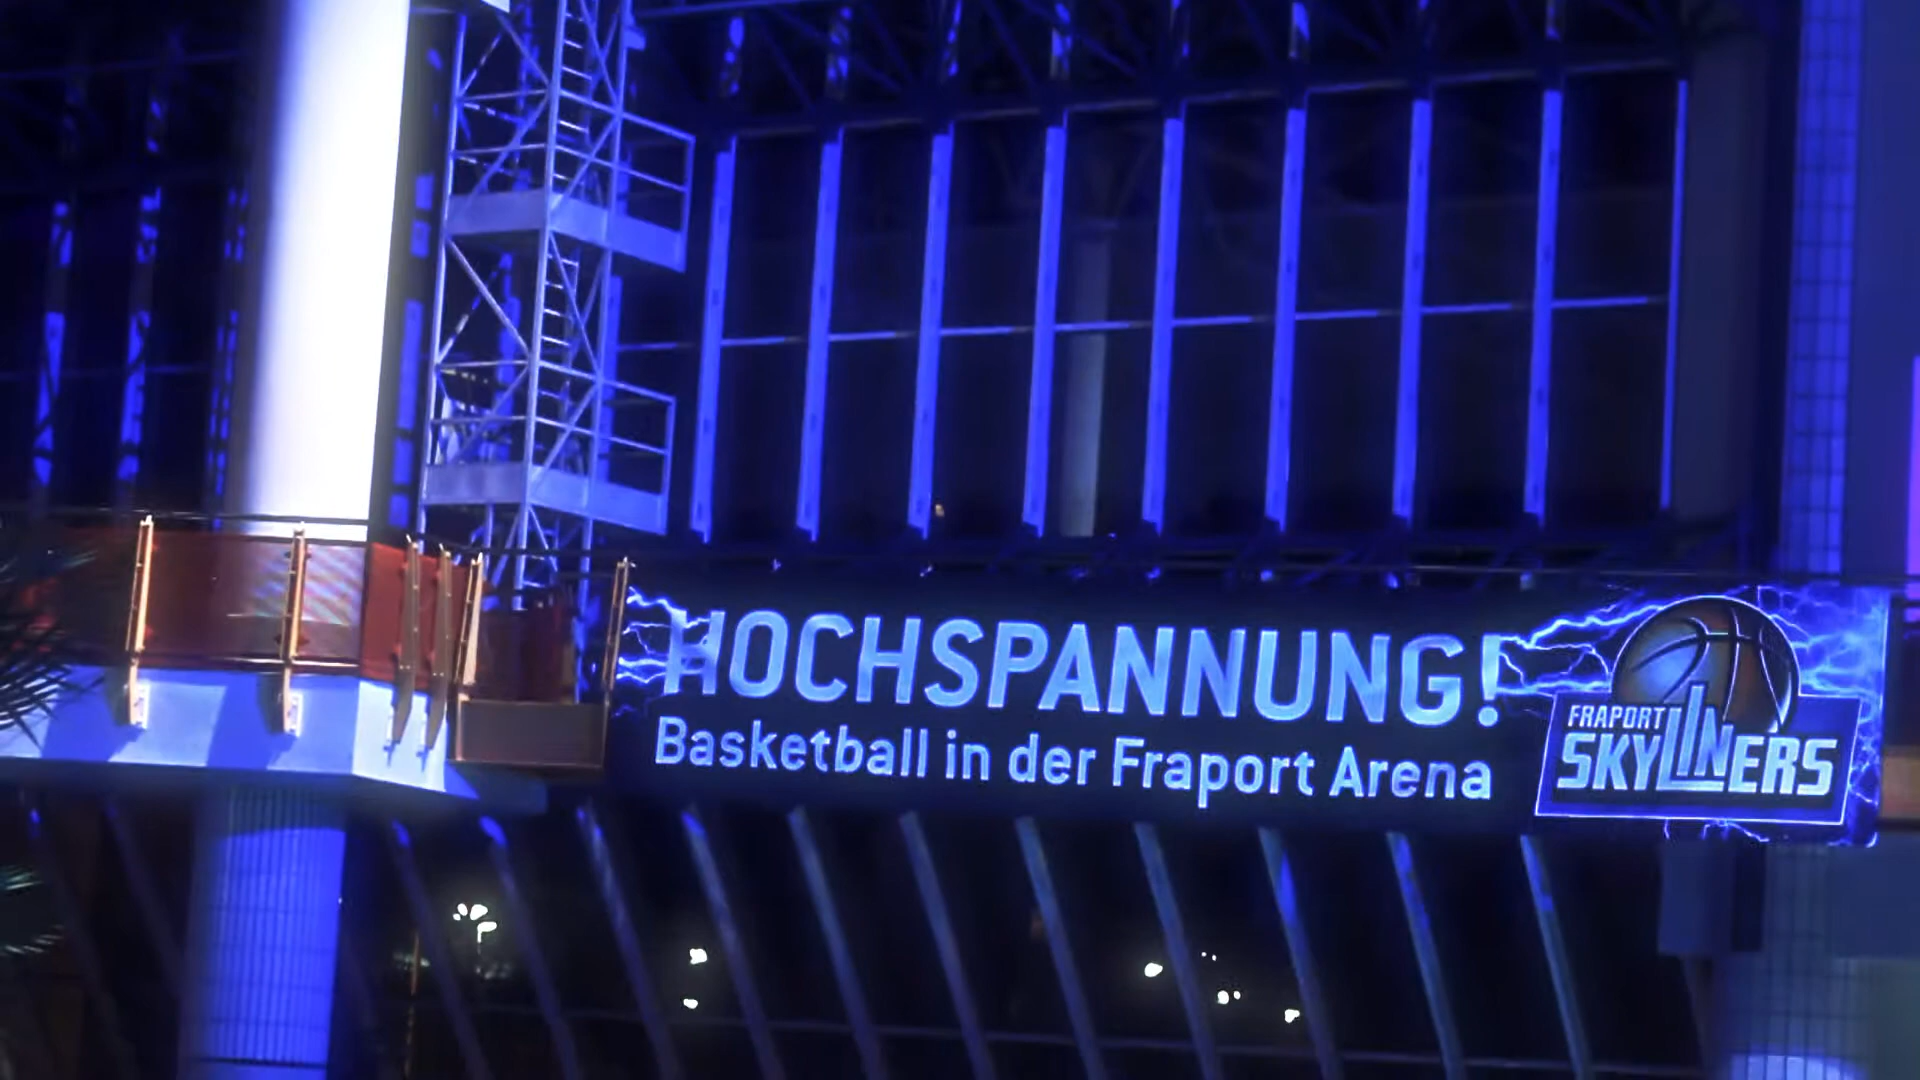 HOCHSPANNUNG!
Basketball in der Fraport Arena
FRAPORT
SKYLINERS